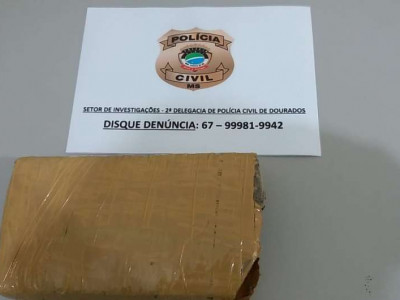 POLÍCIA
CIVIL
MS
SETOR DE INVESTIGAÇÕES - 2ª DELEGACIA DE POLÍCIA CIVIL DE DOURADOS
DISQUE DENÚNCIA: 67 – 99981-9942